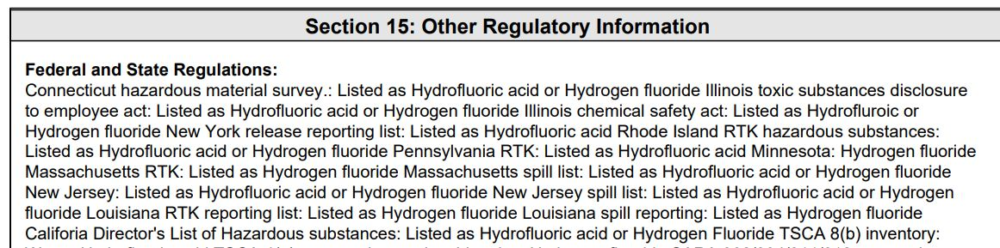 Section 15: Other Regulatory Information
Federal and State Regulations:
Connecticut hazardous material survey.: Listed as Hydrofluoric acid or Hydrogen fluoride Illinois toxic substances disclosure
to employee act: Listed as Hydrofluoric acid or Hydrogen fluoride Illinois chemical safety act: Listed as Hydrofluroic or
Hydrogen fluoride New York release reporting list: Listed as Hydrofluoric acid Rhode Island RTK hazardous substances:
Listed as Hydrofluoric acid or Hydrogen fluoride Pennsylvania RTK: Listed as Hydrofluoric acid Minnesota: Hydrogen fluoride
Massachusetts RTK: Listed as Hydrogen fluoride Massachusetts spill list: Listed as Hydrofluoric acid or Hydrogen fluoride
New Jersey: Listed as Hydrofluoric acid or Hydrogen fluoride New Jersey spill list: Listed as Hydrofluoric acid or Hydrogen
fluoride Louisiana RTK reporting list: Listed as Hydrogen fluoride Louisiana spill reporting: Listed as Hydrogen fluoride
Califoria Director's List of Hazardous substances: Listed as Hydrofluoric acid or Hydrogen Fluoride TSCA 8(b) inventory: